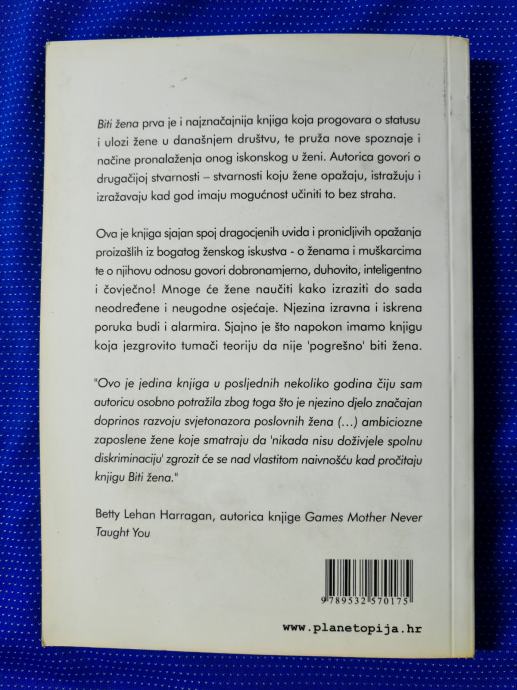 Biti žena prva je i najznačajnija knjiga koja progovara o statusu
i ulozi žene u današnjem društvu, te pruža nove spoznaje i
načine pronalaženja onog iskonskog u ženi. Autorica govori o
drugačijoj stvarnosti – stvarnosti koju žene opažaju, istražuju i
izražavaju kad god imaju mogućnost učiniti to bez straha.
Ova je knjiga sjajan spoj dragocjenih uvida i pronicljivih opažanja
proizašlih iz bogatog ženskog iskustva - o ženama i muškarcima
te o njihovu odnosu govori dobronamjerno, duhovito, inteligentno
i čovječno! Mnoge će žene naučiti kako izraziti do sada
neodređene i neugodne osjećaje. Njezina izravna i iskrena
poruka budi i alarmira. Sjajno je što napokon imamo knjigu
koja jezgrovito tumači teoriju da nije 'pogrešno' biti žena.
"Ovo je jedina knjiga u posljednjih nekoliko godina čiju sam
autoricu osobno potražila zbog toga što je njezino djelo značajan
doprinos razvoju svjetonazora poslovnih žena (...) ambiciozne
zaposlene žene koje smatraju da 'nikada nisu doživjele spolnu
diskriminaciju' zgrozit će se nad vlastitom naivnošću kad pročitaju
knjigu Biti žena."
Betty Lehan Harragan, autorica knjige Games Mother Never
Taught You
9 789532 570175
www.planetopija.hr